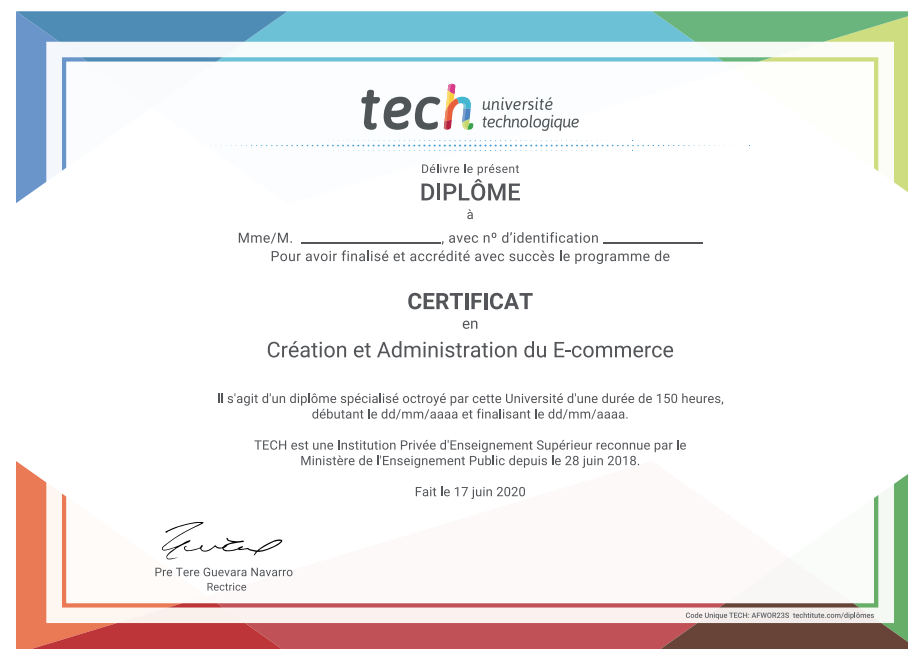 tech université
technologique
Délivre le présent
DIPLÔME
à
Mme/M. ____________________, avec nº d'identification ______________
Pour avoir finalisé et accrédité avec succès le programme de
CERTIFICAT
en
Création et Administration du E-commerce
Il s'agit d'un diplôme spécialisé octroyé par cette Université d'une durée de 150 heures,
débutant le dd/mm/aaaa et finalisant le dd/mm/aaaa.
TECH est une Institution Privée d'Enseignement Supérieur reconnue par le
Ministère de l'Enseignement Public depuis le 28 juin 2018.
Fait le 17 juin 2020
Pre Tere Guevara Navarro
Rectrice
Code Unique TECH: AFWOR23S techtitute.com/diplômes